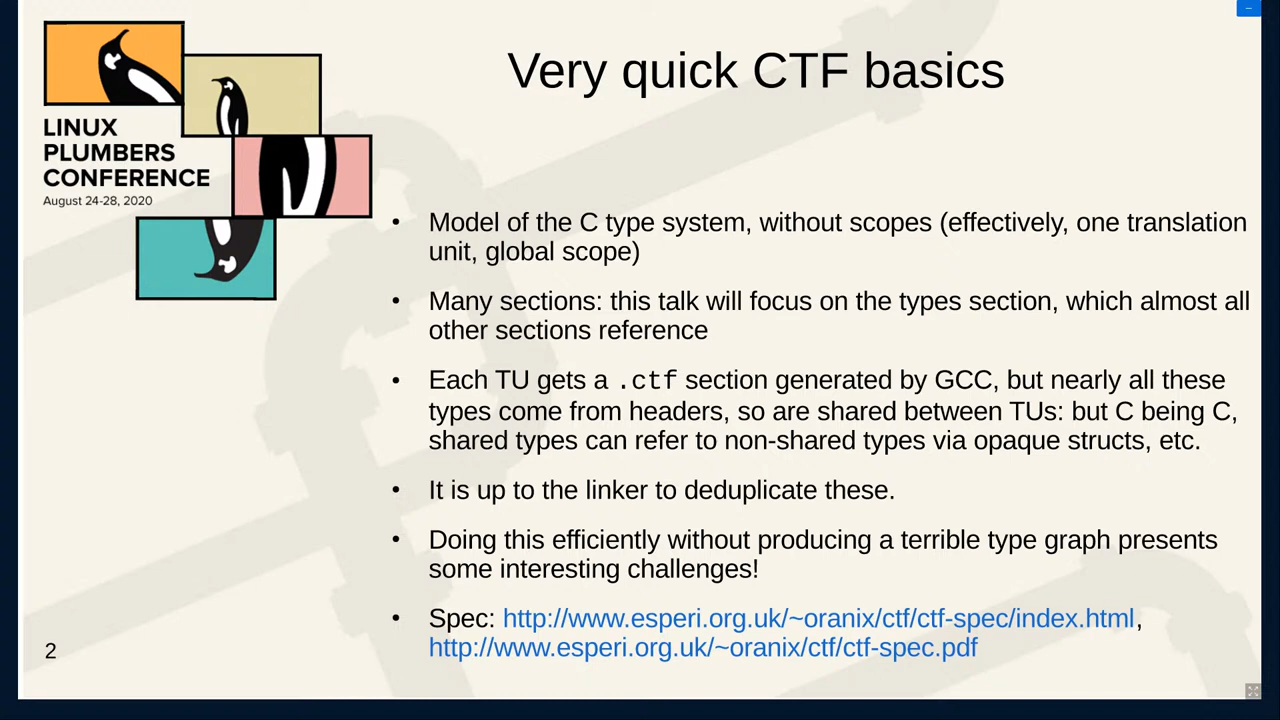 Very quick CTF basics
LINUX
PLUMBERS
CONFERENCE
August 24-28, 2020
• Model of the C type system, without scopes (effectively, one translation
unit, global scope)
• Many sections: this talk will focus on the types section, which almost all
other sections reference
• Each TU gets a .ctf section generated by GCC, but nearly all these
types come from headers, so are shared between TUs: but C being C,
shared types can refer to non-shared types via opaque structs, etc.
• It is up to the linker to deduplicate these.
• Doing this efficiently without producing a terrible type graph presents
some interesting challenges!
• Spec: http://www.esperi.org.uk/~oranix/ctf/ctf-spec/index.html,
http://www.esperi.org.uk/~oranix/ctf/ctf-spec.pdf
2